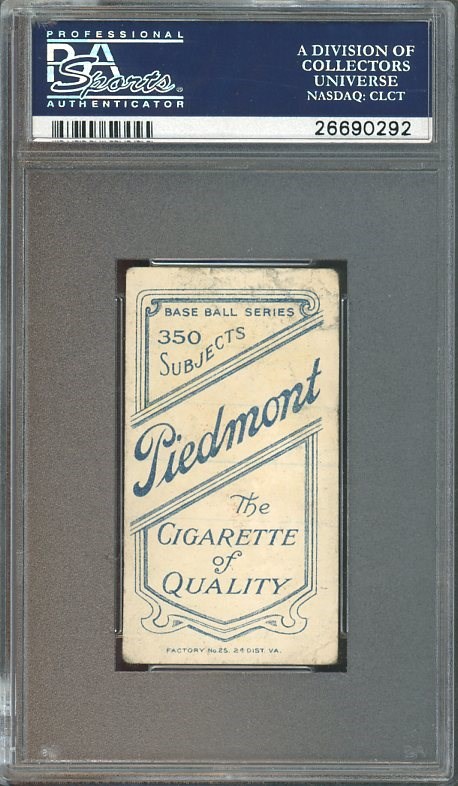 PROFESSIONAL
PSA
Sports
AUTHENTICATOR
A DIVISION OF
COLLECTORS
UNIVERSE
NASDAQ: CLCT
26690292
BASE BALL SERIES
350
SUBJECTS
Piedmont
The
CIGARETTE
of
QUALITY
FACTORY No 25. 2d DIST. VA.